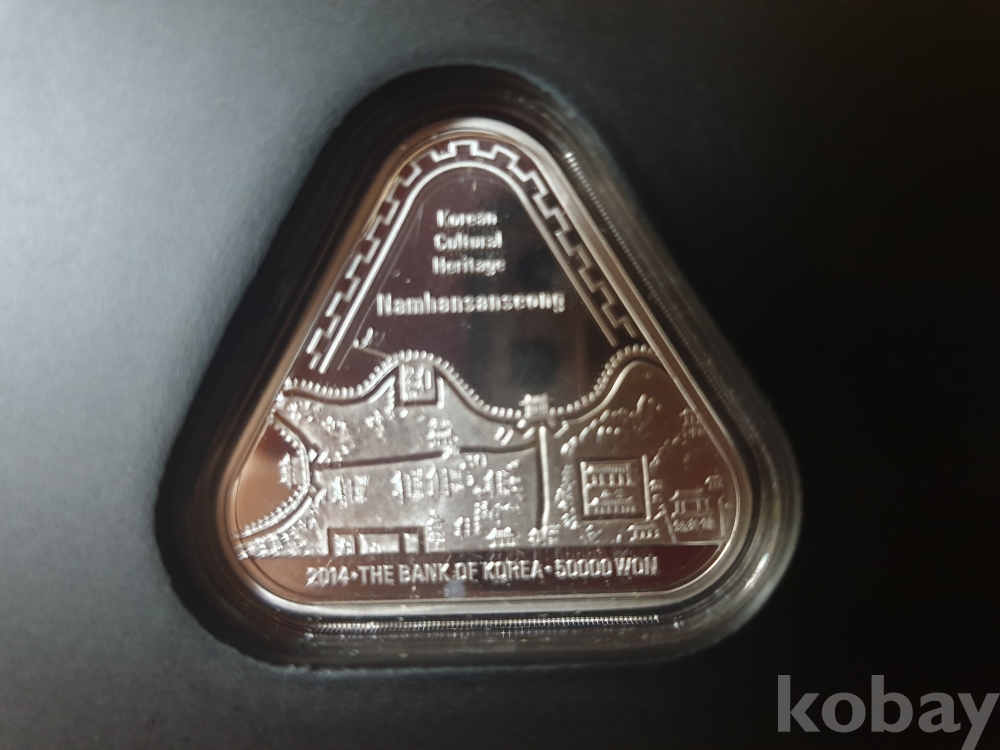 Korean
Cultural
Heritage
Namhansanseong
2014·THE BANK OF KOREA·50000 WON
kobay